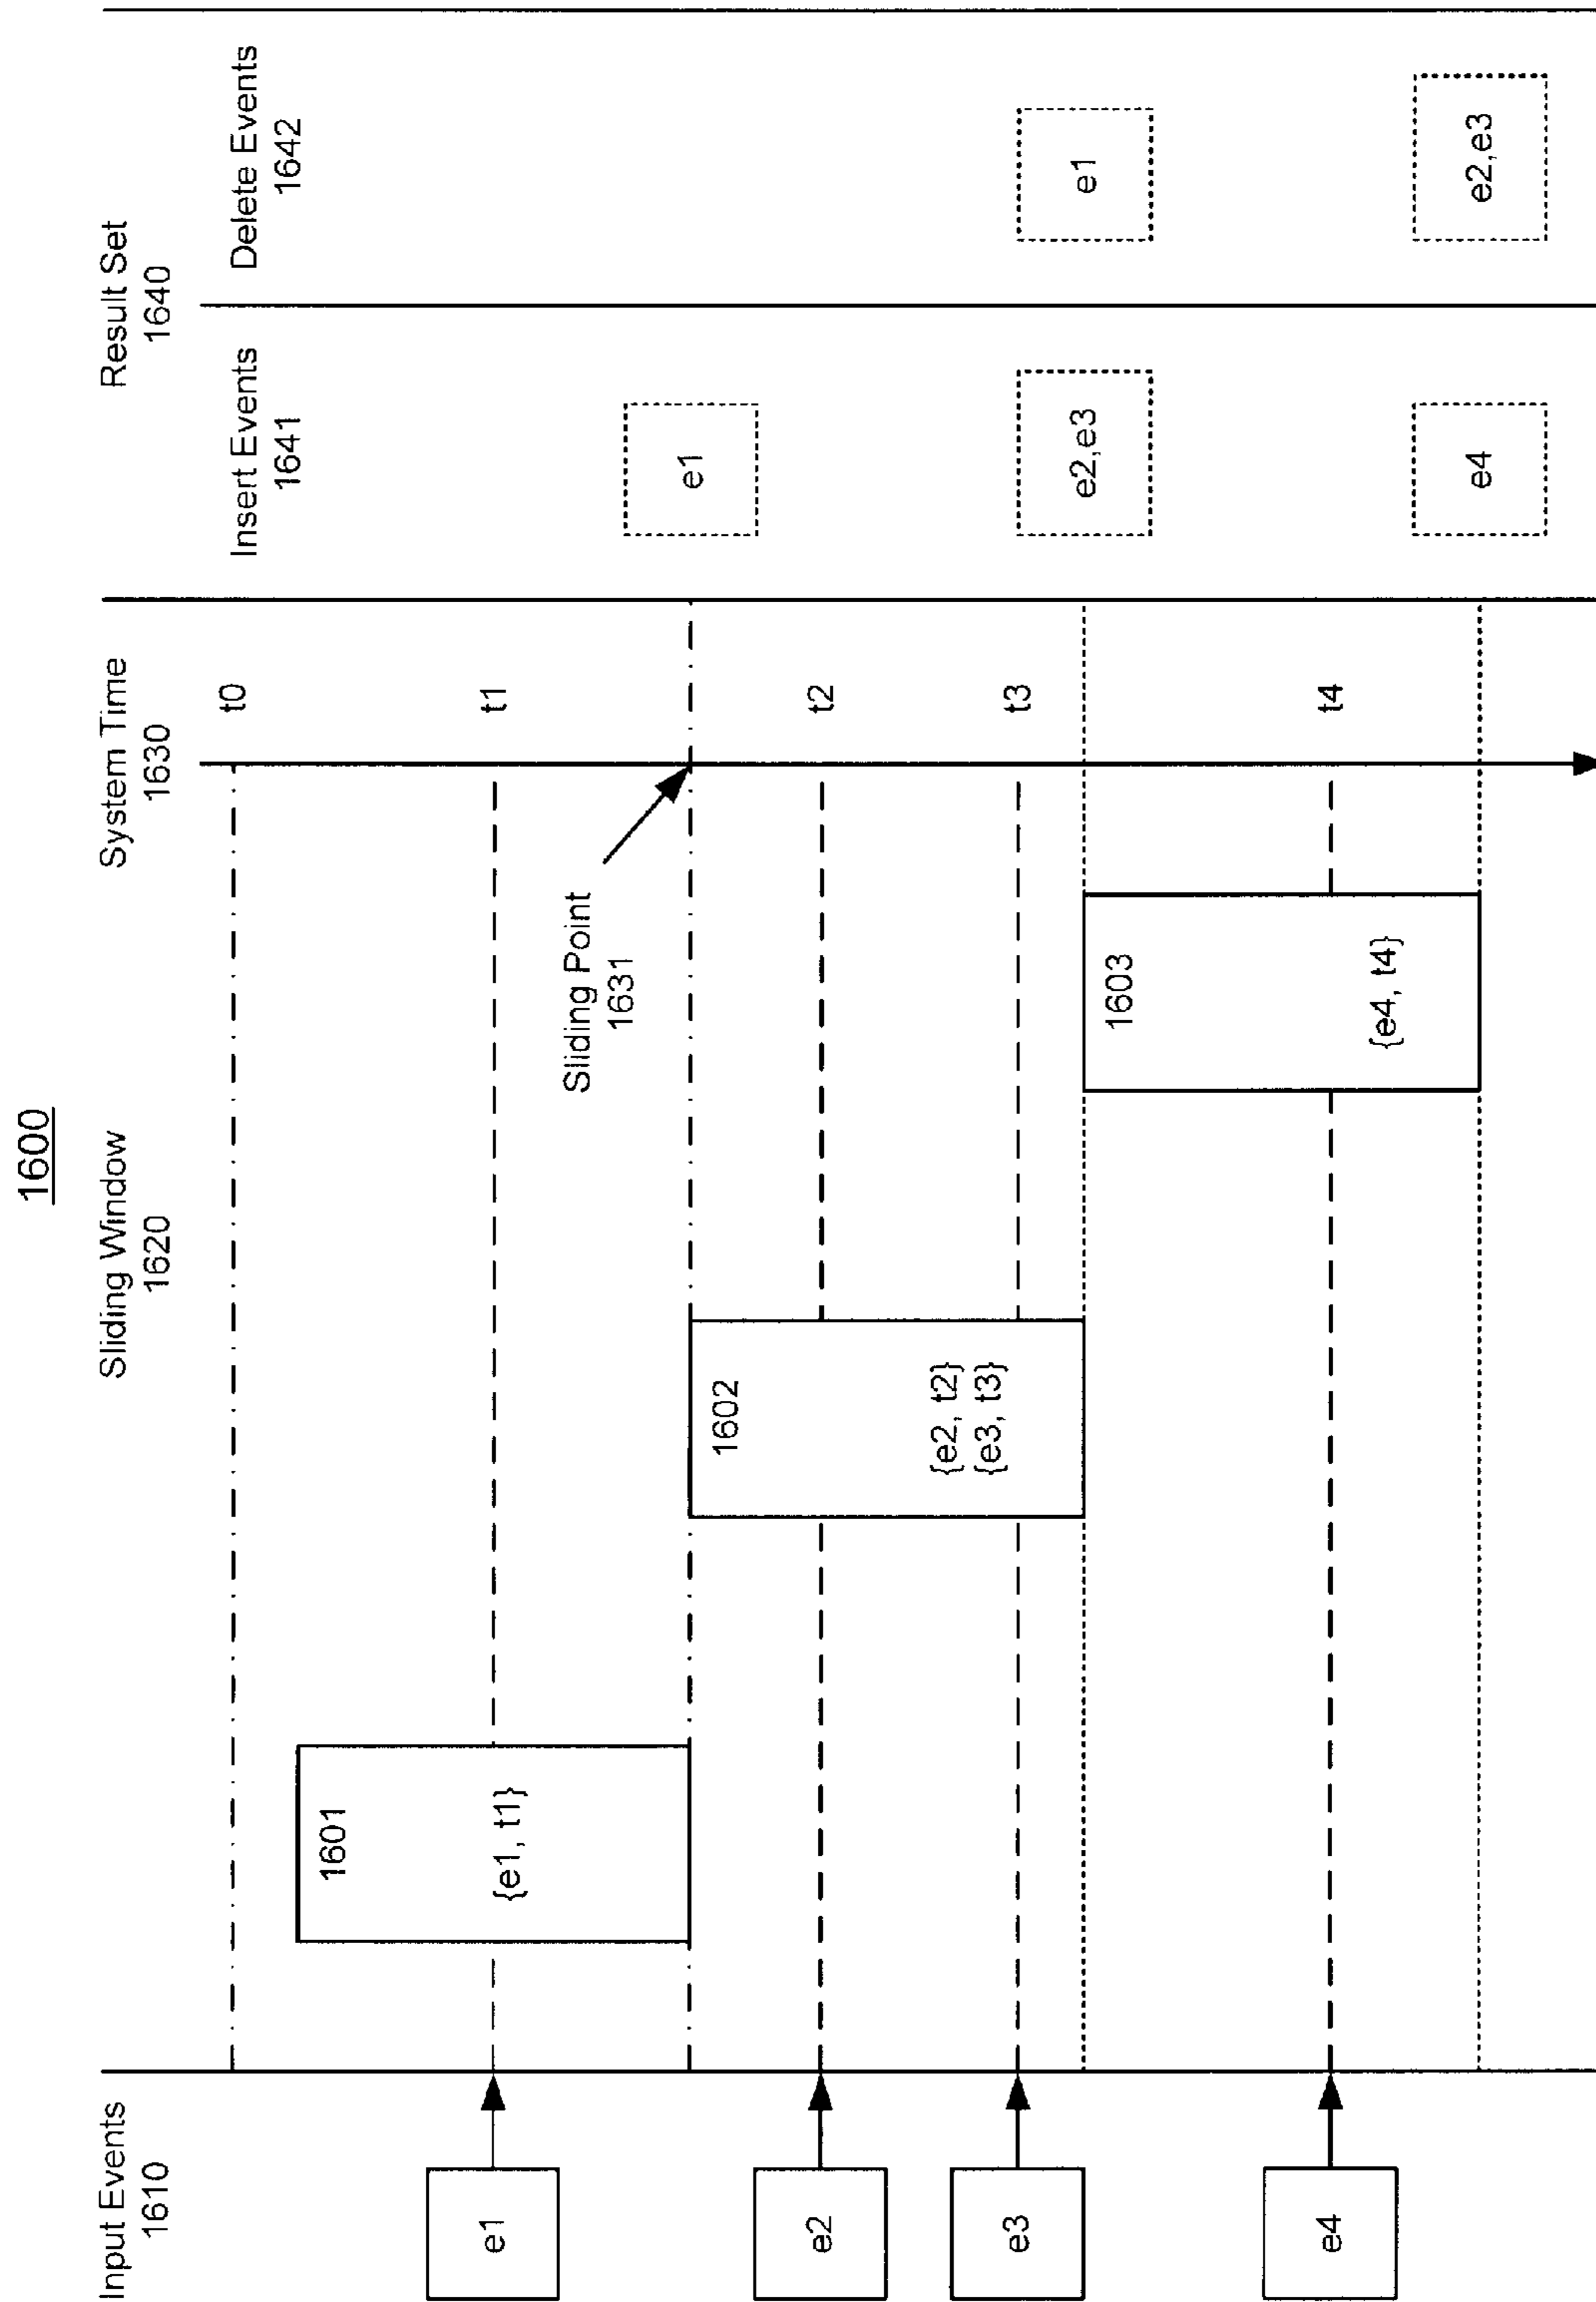 1600
Input Events
1610
Sliding Window
1620
System Time
1630
Result Set
1640
Insert Events
1641
Delete Events
1642
t0
1601
{e1, t1}
e1
t1
Sliding Point
1631
e1
1602
{e2, t2}
{e3, t3}
e2
t2
e3
t3
e2,e3
e1
1603
{e4, t4}
e4
t4
e4
e2,e3